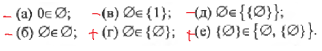 – (а) 0∈∅; – (в) ∅∈{1}; – (д) ∅∈{{∅}};
– (б) ∅∈∅; + (г) ∅∈{∅}; + (е) {∅}∈{∅, {∅}}.